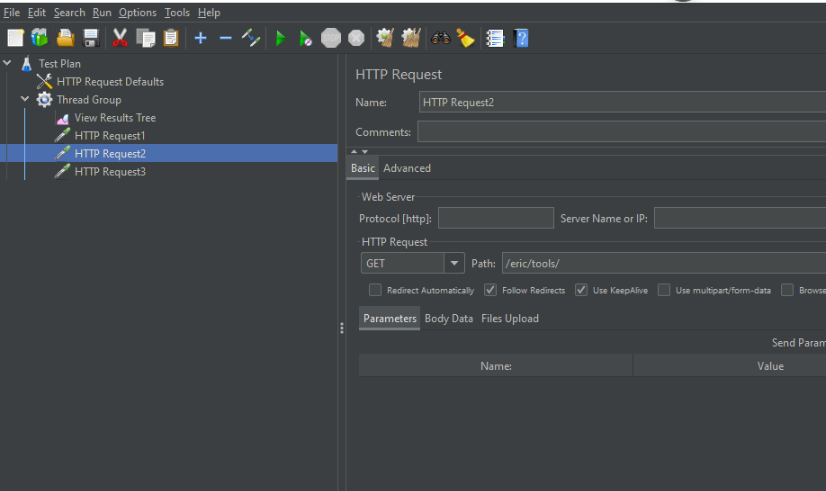 File Edit Search Run Options Tools Help
Test Plan
HTTP Request Defaults
Thread Group
View Results Tree
HTTP Request1
HTTP Request2
HTTP Request3
HTTP Request
Name: HTTP Request2
Comments:
Basic Advanced
Web Server
Protocol [http]: Server Name or IP:
HTTP Request
GET Path: /eric/tools/
Redirect Automatically Follow Redirects Use KeepAlive Use multipart/form-data Browse
Parameters Body Data Files Upload
Send Param
Name: Value